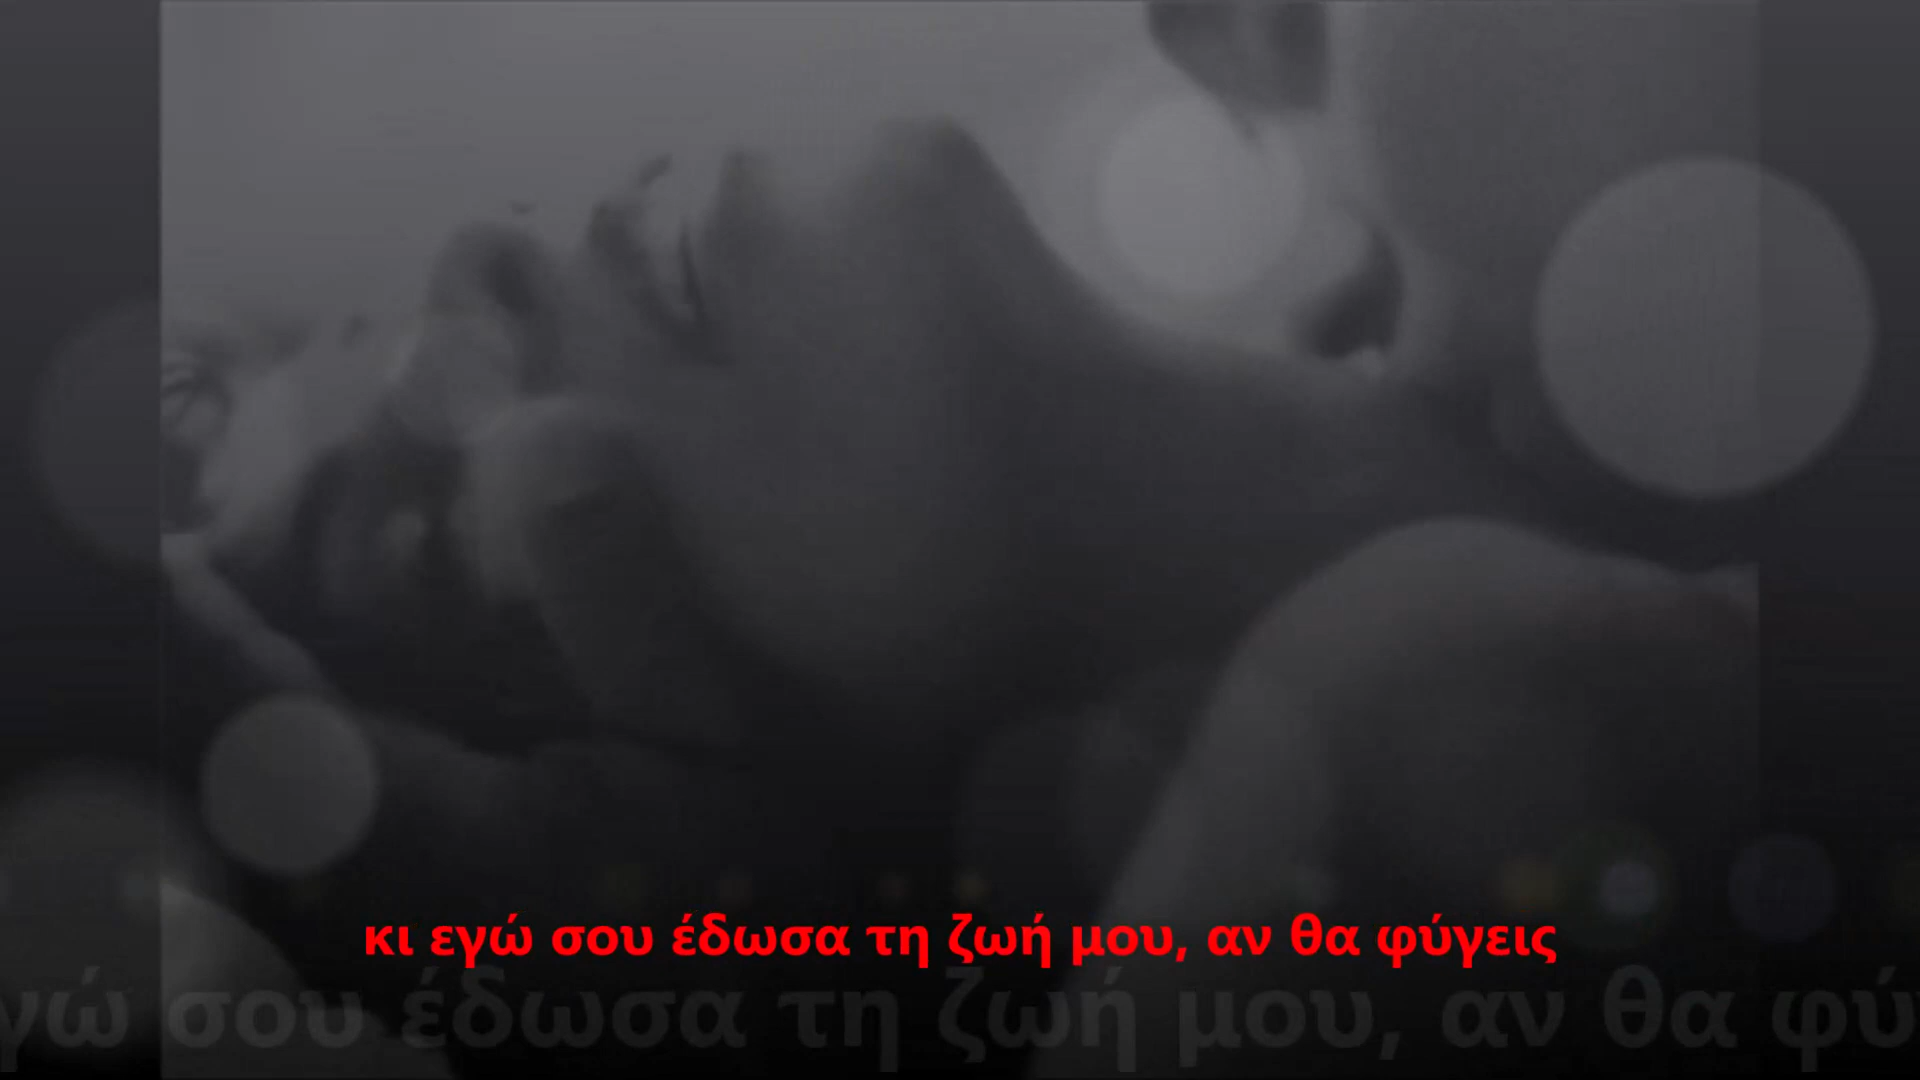 κι εγώ σου έδωσα τη ζωή μου, αν θα φύγεις
γώ σου έδωσα τη ζωή μου, αν θα φύ